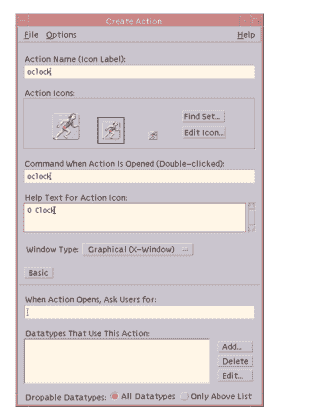 Create Action
File Options Help
Action Name (Icon Label):
oclock
Action Icons:
Find Set...
Edit Icon...
Command When Action Is Opened (Double-clicked):
oclock
Help Text For Action Icon:
O Clock
Window Type: Graphical (X-Window)
Basic
When Action Opens, Ask Users for:
Datatypes That Use This Action:
Add...
Delete
Edit...
Dropable Datatypes: All Datatypes Only Above List